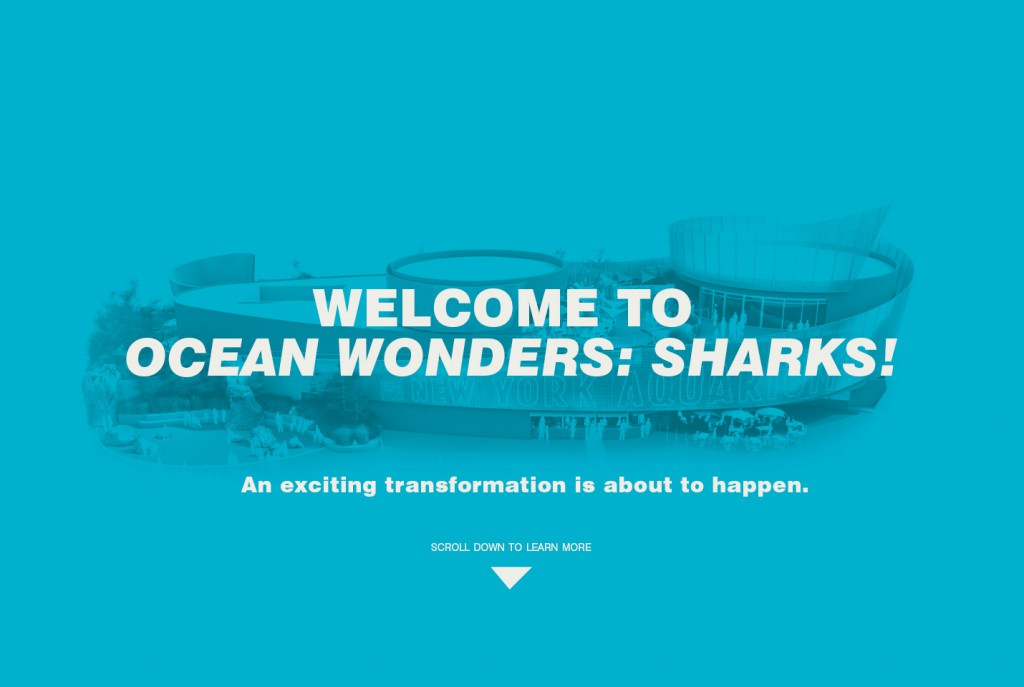 WELCOME TO
OCEAN WONDERS: SHARKS!
NEW YORK AQUARIUM
An exciting transformation is about to happen.
SCROLL DOWN TO LEARN MORE